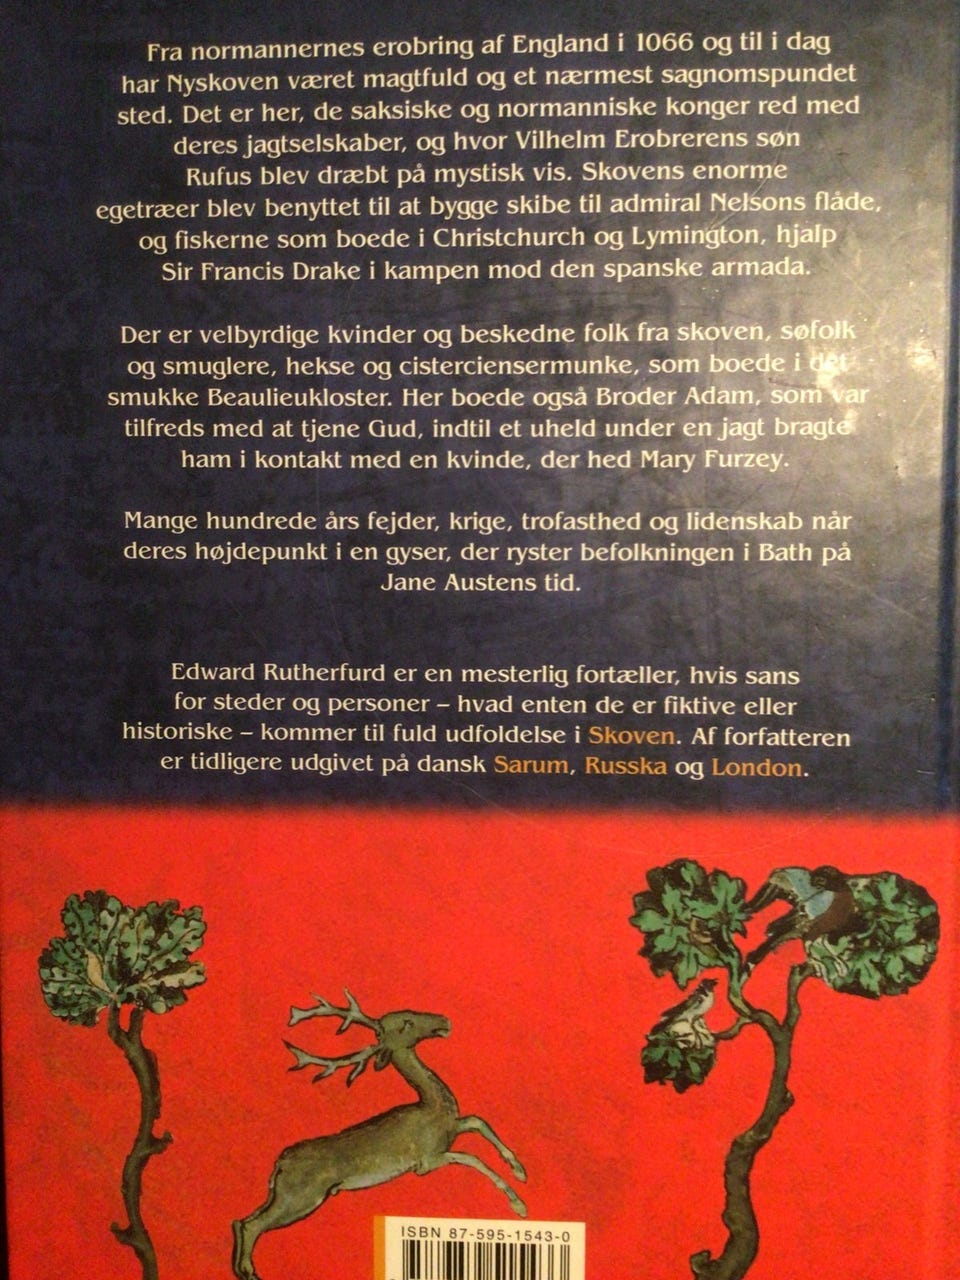 Fra normannernes erobring af England i 1066 og til i dag
har Nyskoven været magtfuld og et nærmest sagnomspundet
sted. Det er her, de saksiske og normanniske konger red med
deres jagtselskaber, og hvor Vilhelm Erobrerens søn
Rufus blev dræbt på mystisk vis. Skovens enorme
egetræer blev benyttet til at bygge skibe til admiral Nelsons flåde,
og fiskerne som boede i Christchurch og Lymington, hjalp
Sir Francis Drake i kampen mod den spanske armada.
Der er velbyrdige kvinder og beskedne folk fra skoven, søfolk
og smuglere, hekse og cisterciensermunke, som boede i det
smukke Beaulieukloster. Her boede også Broder Adam, som var
tilfreds med at tjene Gud, indtil et uheld under en jagt bragte
ham i kontakt med en kvinde, der hed Mary Furzey.
Mange hundrede års fejder, krige, trofasthed og lidenskab når
deres højdepunkt i en gyser, der ryster befolkningen i Bath på
Jane Austens tid.
Edward Rutherfurd er en mesterlig fortæller, hvis sans
for steder og personer – hvad enten de er fiktive eller
historiske – kommer til fuld udfoldelse i Skoven. Af forfatteren
er tidligere udgivet på dansk Sarum, Russka og London.
ISBN 87-595-1543-0